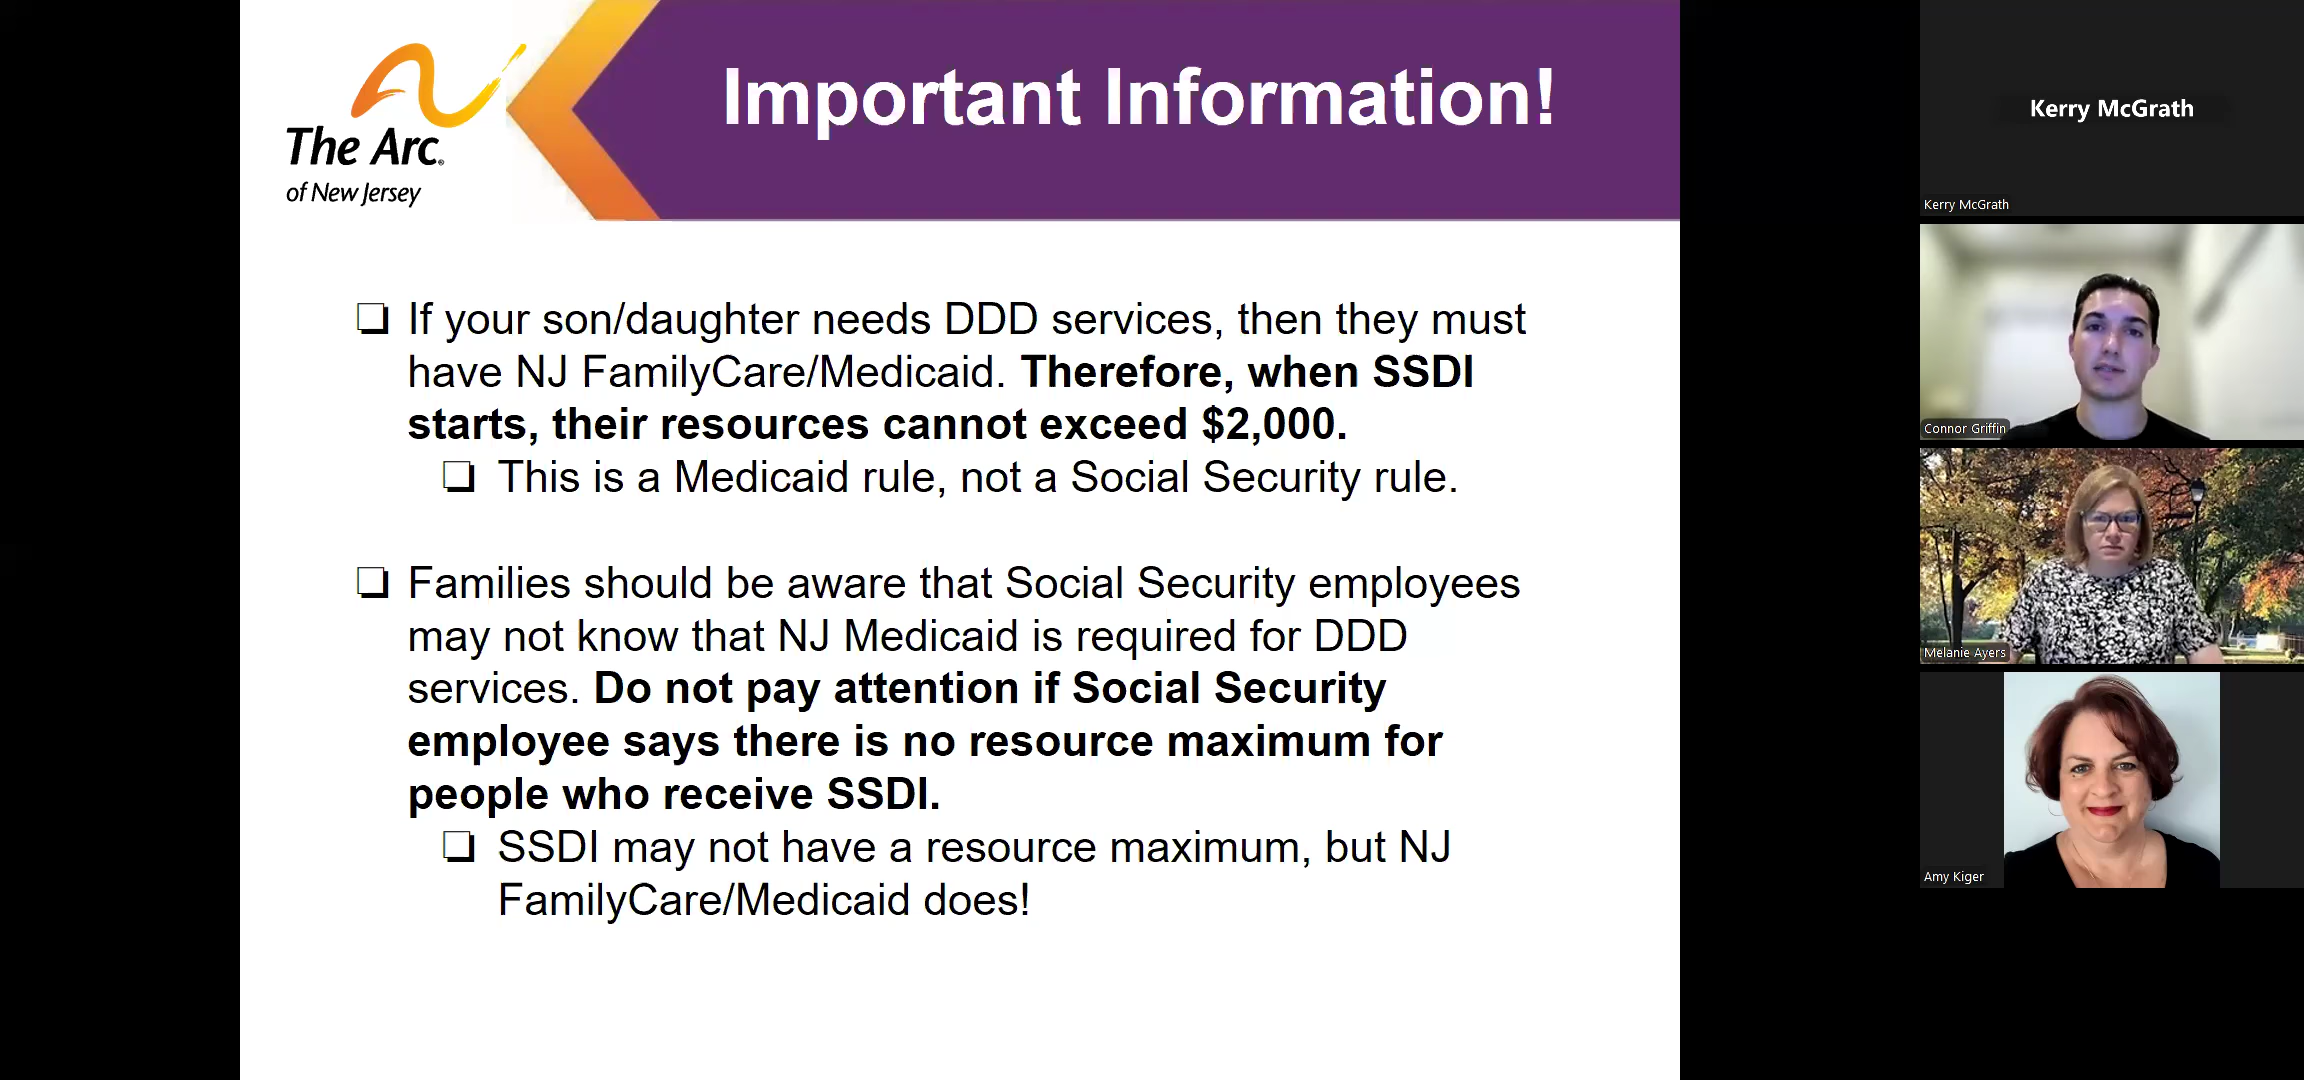 The Arc®
of New Jersey
Important Information!
If your son/daughter needs DDD services, then they must
have NJ FamilyCare/Medicaid. Therefore, when SSDI
starts, their resources cannot exceed $2,000.
This is a Medicaid rule, not a Social Security rule.
Families should be aware that Social Security employees
may not know that NJ Medicaid is required for DDD
services. Do not pay attention if Social Security
employee says there is no resource maximum for
people who receive SSDI.
SSDI may not have a resource maximum, but NJ
FamilyCare/Medicaid does!
Kerry McGrath
Kerry McGrath
Connor Griffin
Melanie Ayers
Amy Kiger